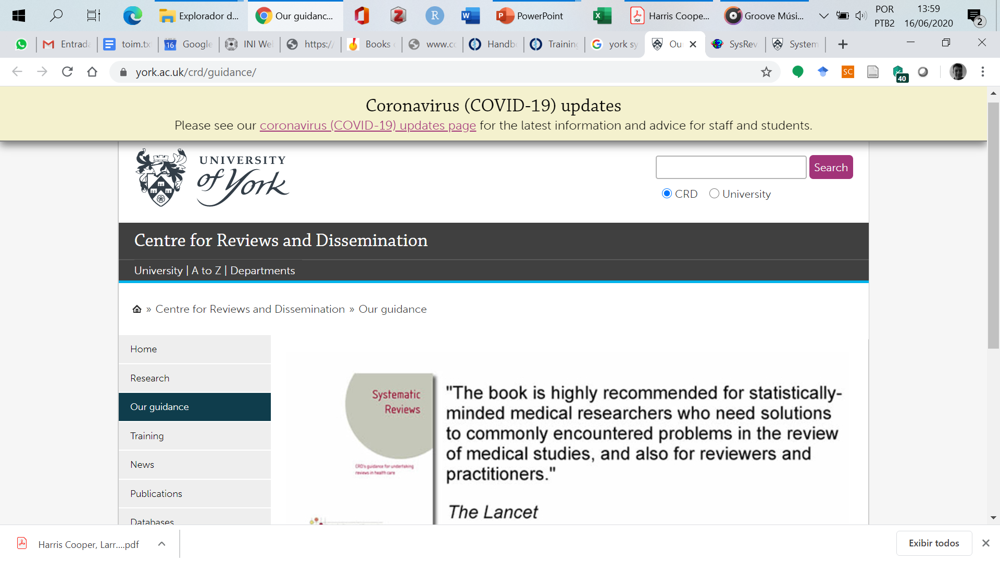 Explorador d...
Our guidanc...
PowerPoint
Harris Coope...
Groove Músi...
POR
PTB2
13:59
16/06/2020
2
Entrada
toim.tx
16
Google
INI Wel
https://
Books
www.co
Handb
Training
york sy
Ou
SysRev
System
york.ac.uk/crd/guidance/
SC
40
Coronavirus (COVID-19) updates
Please see our coronavirus (COVID-19) updates page for the latest information and advice for staff and students.
UNIVERSITY
of York
Search
CRD
University
Centre for Reviews and Dissemination
University | A to Z | Departments
» Centre for Reviews and Dissemination » Our guidance
Home
Research
Our guidance
Training
News
Publications
Databases
Systematic
Reviews
CRD's guidance for undertaking
reviews in health care
"The book is highly recommended for statistically-
minded medical researchers who need solutions
to commonly encountered problems in the review
of medical studies, and also for reviewers and
practitioners."
The Lancet
Harris Cooper, Larr....pdf
Exibir todos